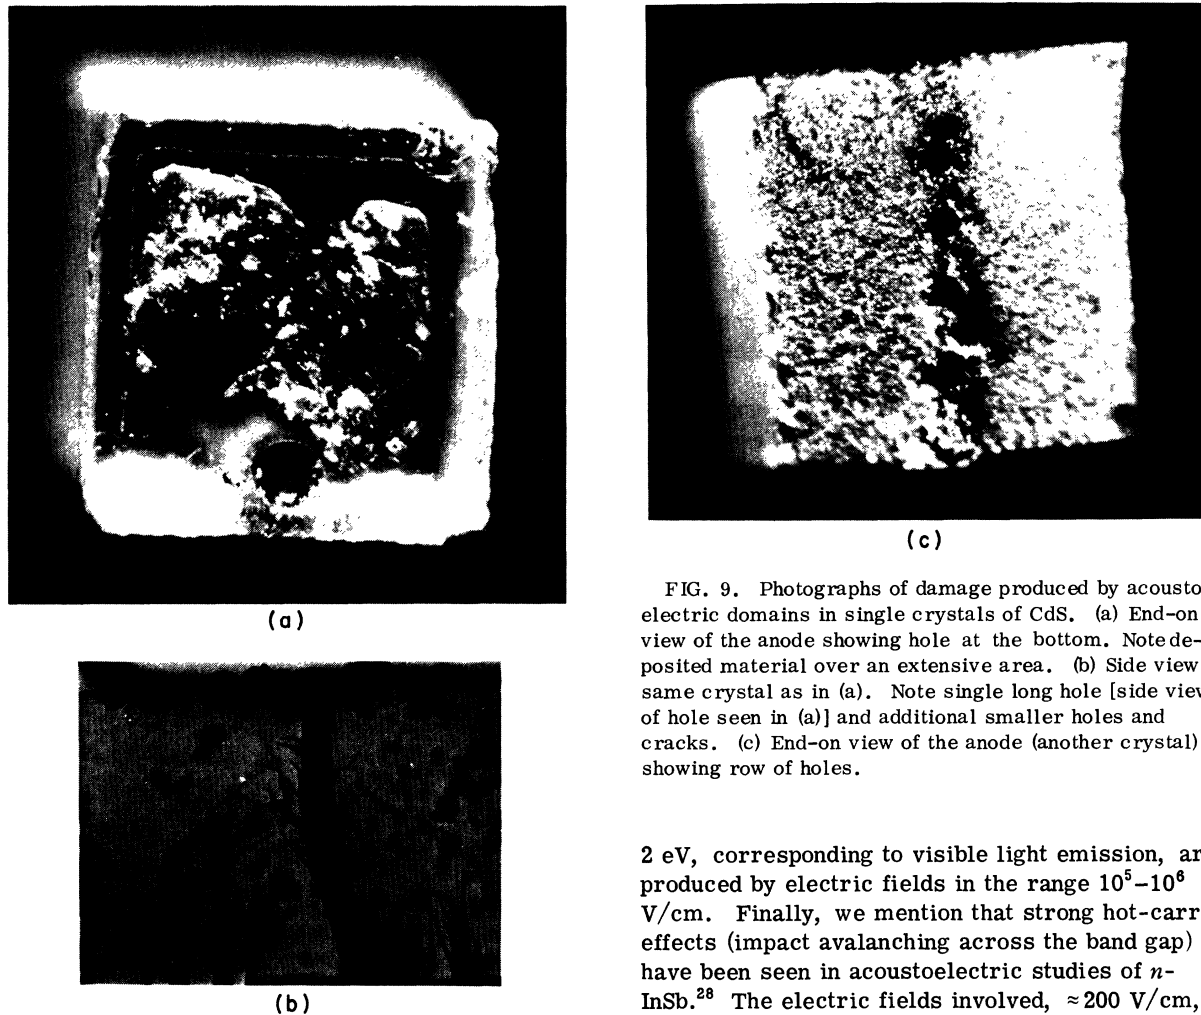 (a)
(b)
(c)
FIG. 9. Photographs of damage produced by acousto
electric domains in single crystals of CdS. (a) End-on
view of the anode showing hole at the bottom. Note de-
posited material over an extensive area. (b) Side view
same crystal as in (a). Note single long hole [side view
of hole seen in (a)] and additional smaller holes and
cracks. (c) End-on view of the anode (another crystal)
showing row of holes.
2 eV, corresponding to visible light emission, ar
produced by electric fields in the range 10⁵–10⁶
V/cm. Finally, we mention that strong hot-carr
effects (impact avalanching across the band gap)
have been seen in acoustoelectric studies of n-
InSb.²⁸ The electric fields involved, ≈200 V/cm,